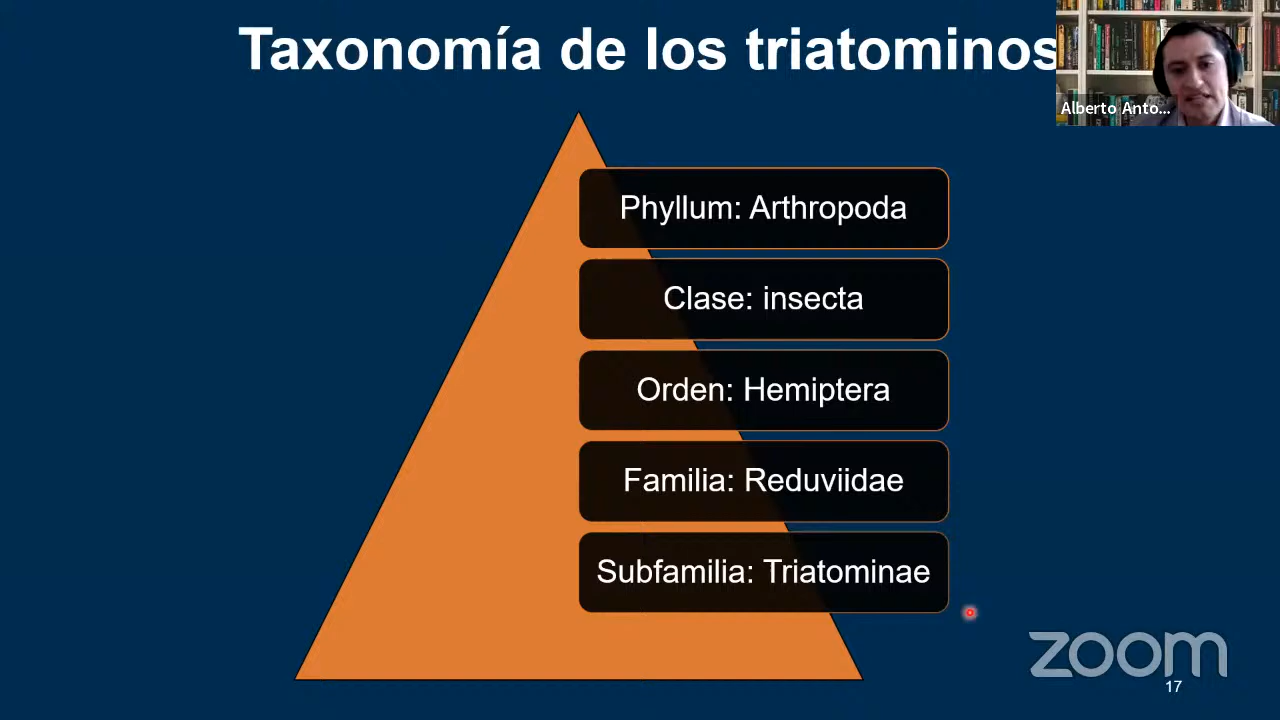 Taxonomía de los triatominos
Alberto Anto...
Phyllum: Arthropoda
Clase: insecta
Orden: Hemiptera
Familia: Reduviidae
Subfamilia: Triatominae
zoom
17